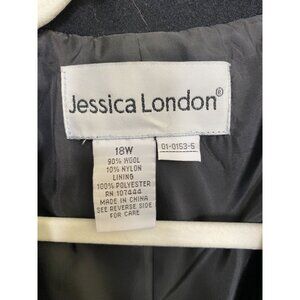 Jessica London®
18W
90% WOOL
10% NYLON
LINING
100% POLYESTER
RN 107444
MADE IN CHINA
SEE REVERSE SIDE
FOR CARE
01-0153-5